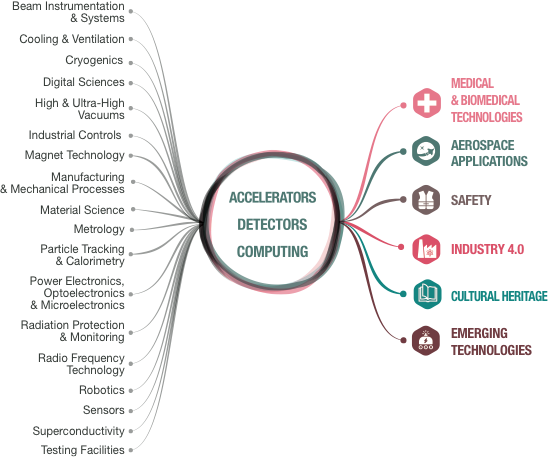 Beam Instrumentation
& Systems
Cooling & Ventilation
Cryogenics
Digital Sciences
High & Ultra-High
Vacuums
Industrial Controls
Magnet Technology
Manufacturing
& Mechanical Processes
Material Science
Metrology
Particle Tracking
& Calorimetry
Power Electronics,
Optoelectronics
& Microelectronics
Radiation Protection
& Monitoring
Radio Frequency
Technology
Robotics
Sensors
Superconductivity
Testing Facilities
ACCELERATORS
DETECTORS
COMPUTING
MEDICAL
& BIOMEDICAL
TECHNOLOGIES
AEROSPACE
APPLICATIONS
SAFETY
INDUSTRY 4.0
CULTURAL HERITAGE
EMERGING
TECHNOLOGIES